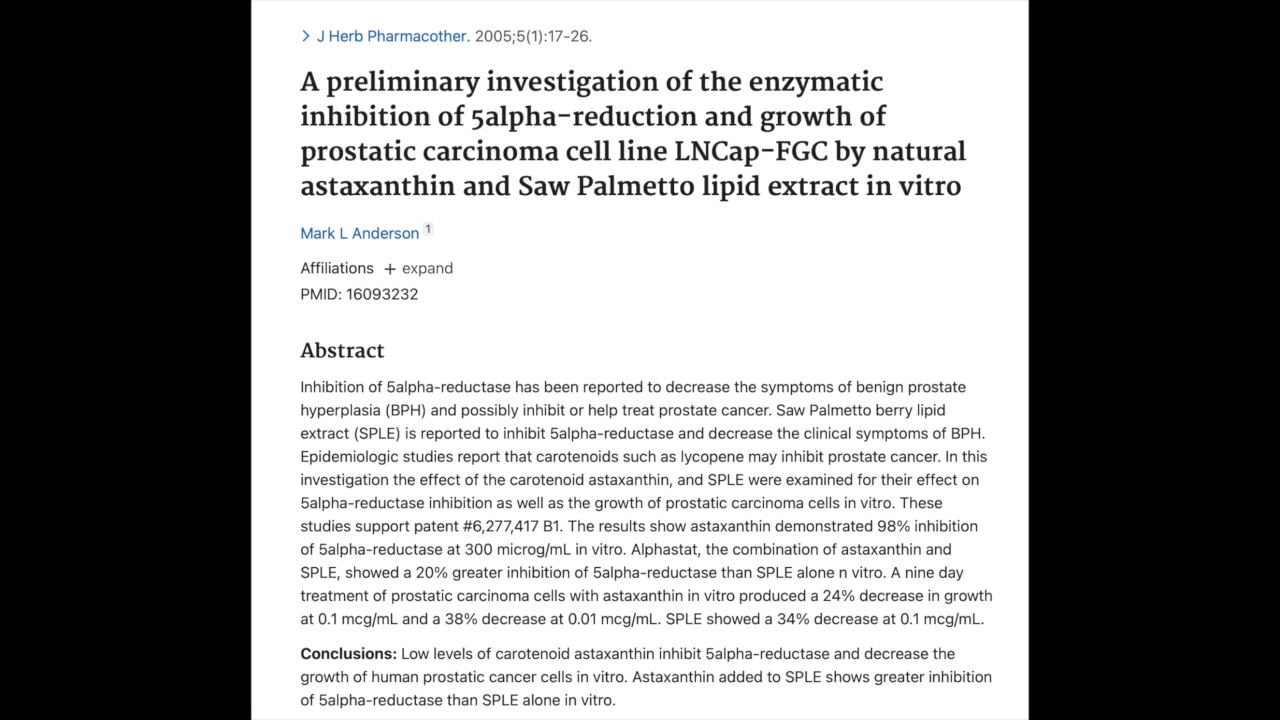 J Herb Pharmacother. 2005;5(1):17-26.
A preliminary investigation of the enzymatic
inhibition of 5alpha-reduction and growth of
prostatic carcinoma cell line LNCap-FGC by natural
astaxanthin and Saw Palmetto lipid extract in vitro
Mark L Anderson 1
Affiliations + expand
PMID: 16093232
Abstract
Inhibition of 5alpha-reductase has been reported to decrease the symptoms of benign prostate
hyperplasia (BPH) and possibly inhibit or help treat prostate cancer. Saw Palmetto berry lipid
extract (SPLE) is reported to inhibit 5alpha-reductase and decrease the clinical symptoms of BPH.
Epidemiologic studies report that carotenoids such as lycopene may inhibit prostate cancer. In this
investigation the effect of the carotenoid astaxanthin, and SPLE were examined for their effect on
5alpha-reductase inhibition as well as the growth of prostatic carcinoma cells in vitro. These
studies support patent #6,277,417 B1. The results show astaxanthin demonstrated 98% inhibition
of 5alpha-reductase at 300 microg/mL in vitro. Alphastat, the combination of astaxanthin and
SPLE, showed a 20% greater inhibition of 5alpha-reductase than SPLE alone n vitro. A nine day
treatment of prostatic carcinoma cells with astaxanthin in vitro produced a 24% decrease in growth
at 0.1 mcg/mL and a 38% decrease at 0.01 mcg/mL. SPLE showed a 34% decrease at 0.1 mcg/mL.
Conclusions: Low levels of carotenoid astaxanthin inhibit 5alpha-reductase and decrease the
growth of human prostatic cancer cells in vitro. Astaxanthin added to SPLE shows greater inhibition
of 5alpha-reductase than SPLE alone in vitro.